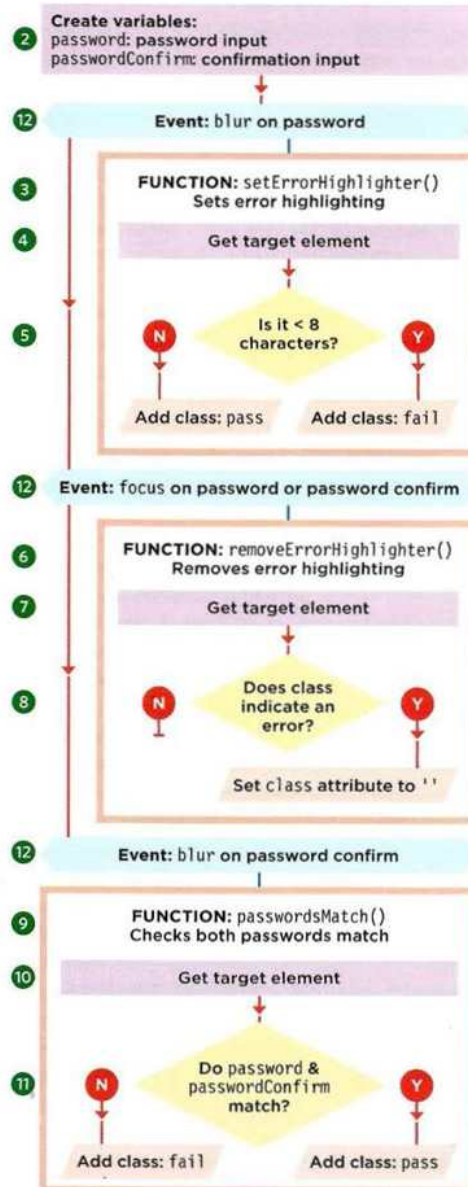 2
Create variables:
password: password input
passwordConfirm: confirmation input
12
Event: blur on password
3
FUNCTION: setErrorHighlighter()
Sets error highlighting
4
Get target element
5
N
Is it < 8
characters?
Y
Add class: pass
Add class: fail
12
Event: focus on password or password confirm
6
FUNCTION: removeErrorHighlighter()
Removes error highlighting
7
Get target element
8
N
Does class
indicate an
error?
Y
Set class attribute to ''
12
Event: blur on password confirm
9
FUNCTION: passwordsMatch()
Checks both passwords match
10
Get target element
11
N
Do password &
passwordConfirm
match?
Y
Add class: fail
Add class: pass